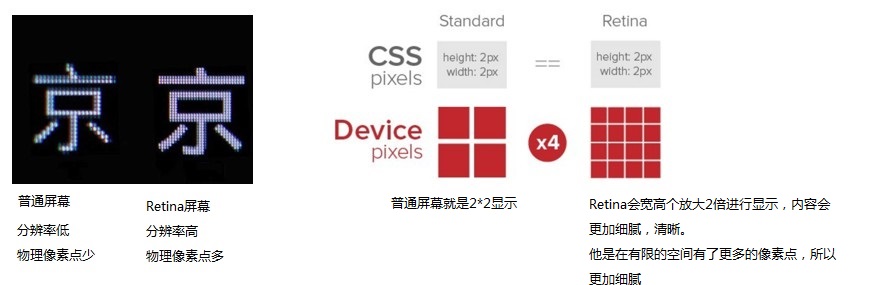 京 京
普通屏幕
分辨率低
物理像素点少
Retina屏幕
分辨率高
物理像素点多
Standard Retina
CSS pixels
height: 2px
width: 2px
==
height: 2px
width: 2px
Device pixels
x4
普通屏幕就是2*2显示
Retina会宽高个放大2倍进行显示，内容会
更加细腻，清晰。
他是在有限的空间有了更多的像素点，所以
更加细腻